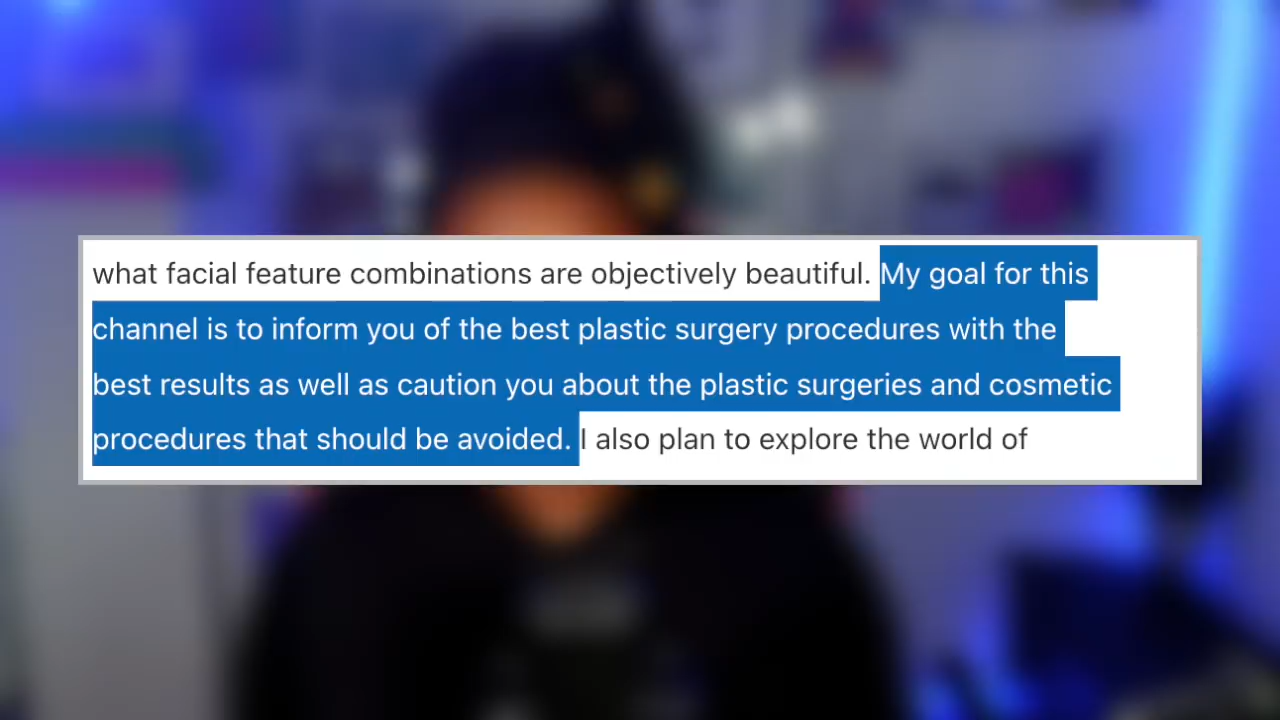 what facial feature combinations are objectively beautiful. My goal for this
channel is to inform you of the best plastic surgery procedures with the
best results as well as caution you about the plastic surgeries and cosmetic
procedures that should be avoided. I also plan to explore the world of